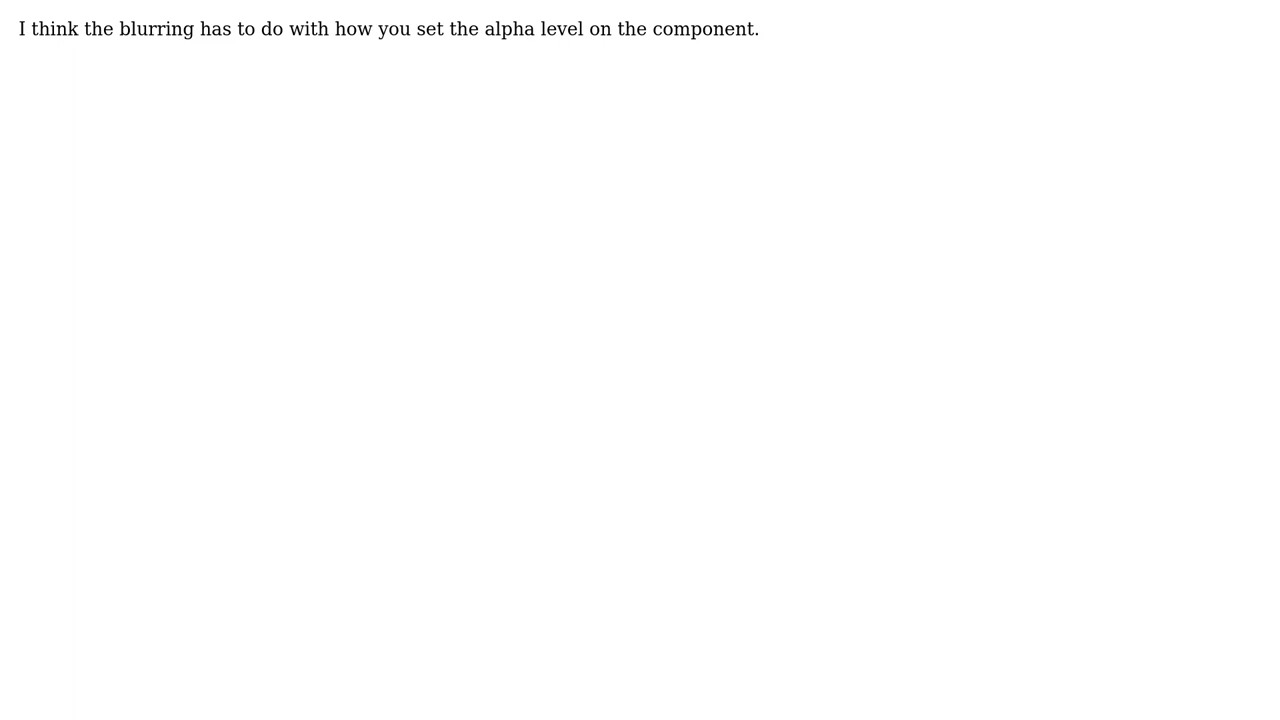 I think the blurring has to do with how you set the alpha level on the component.